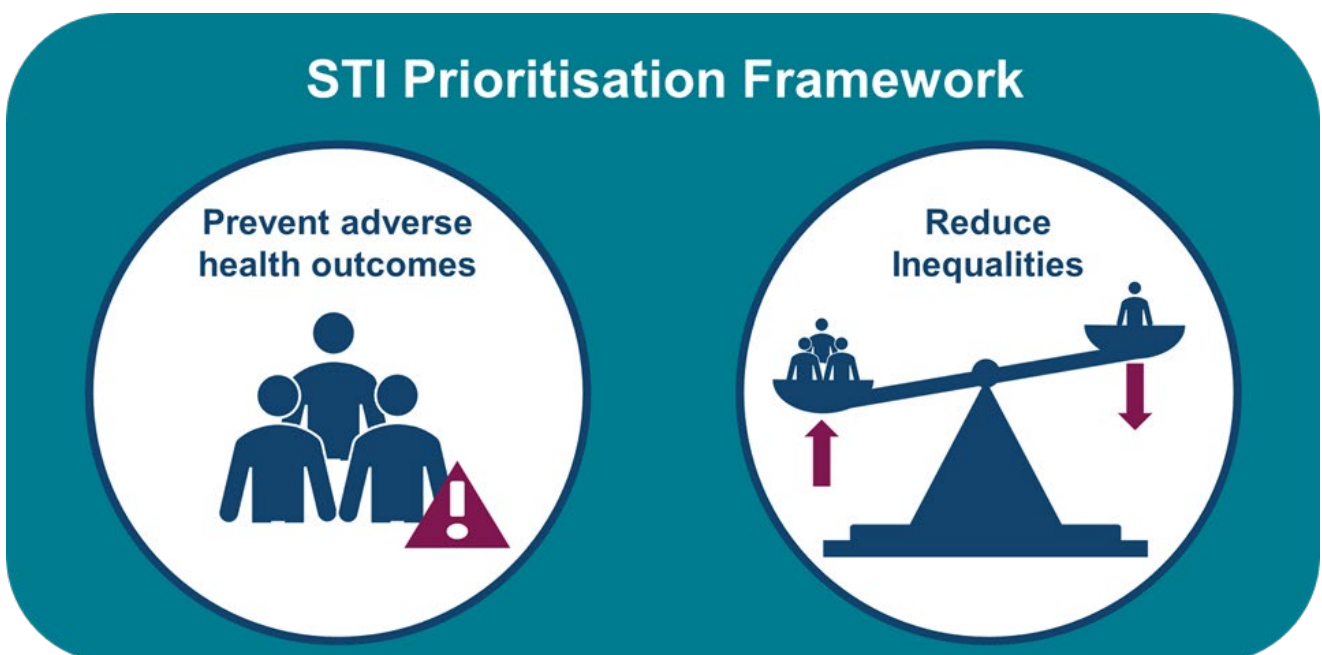 STI Prioritisation Framework
Prevent adverse
health outcomes
Reduce
Inequalities